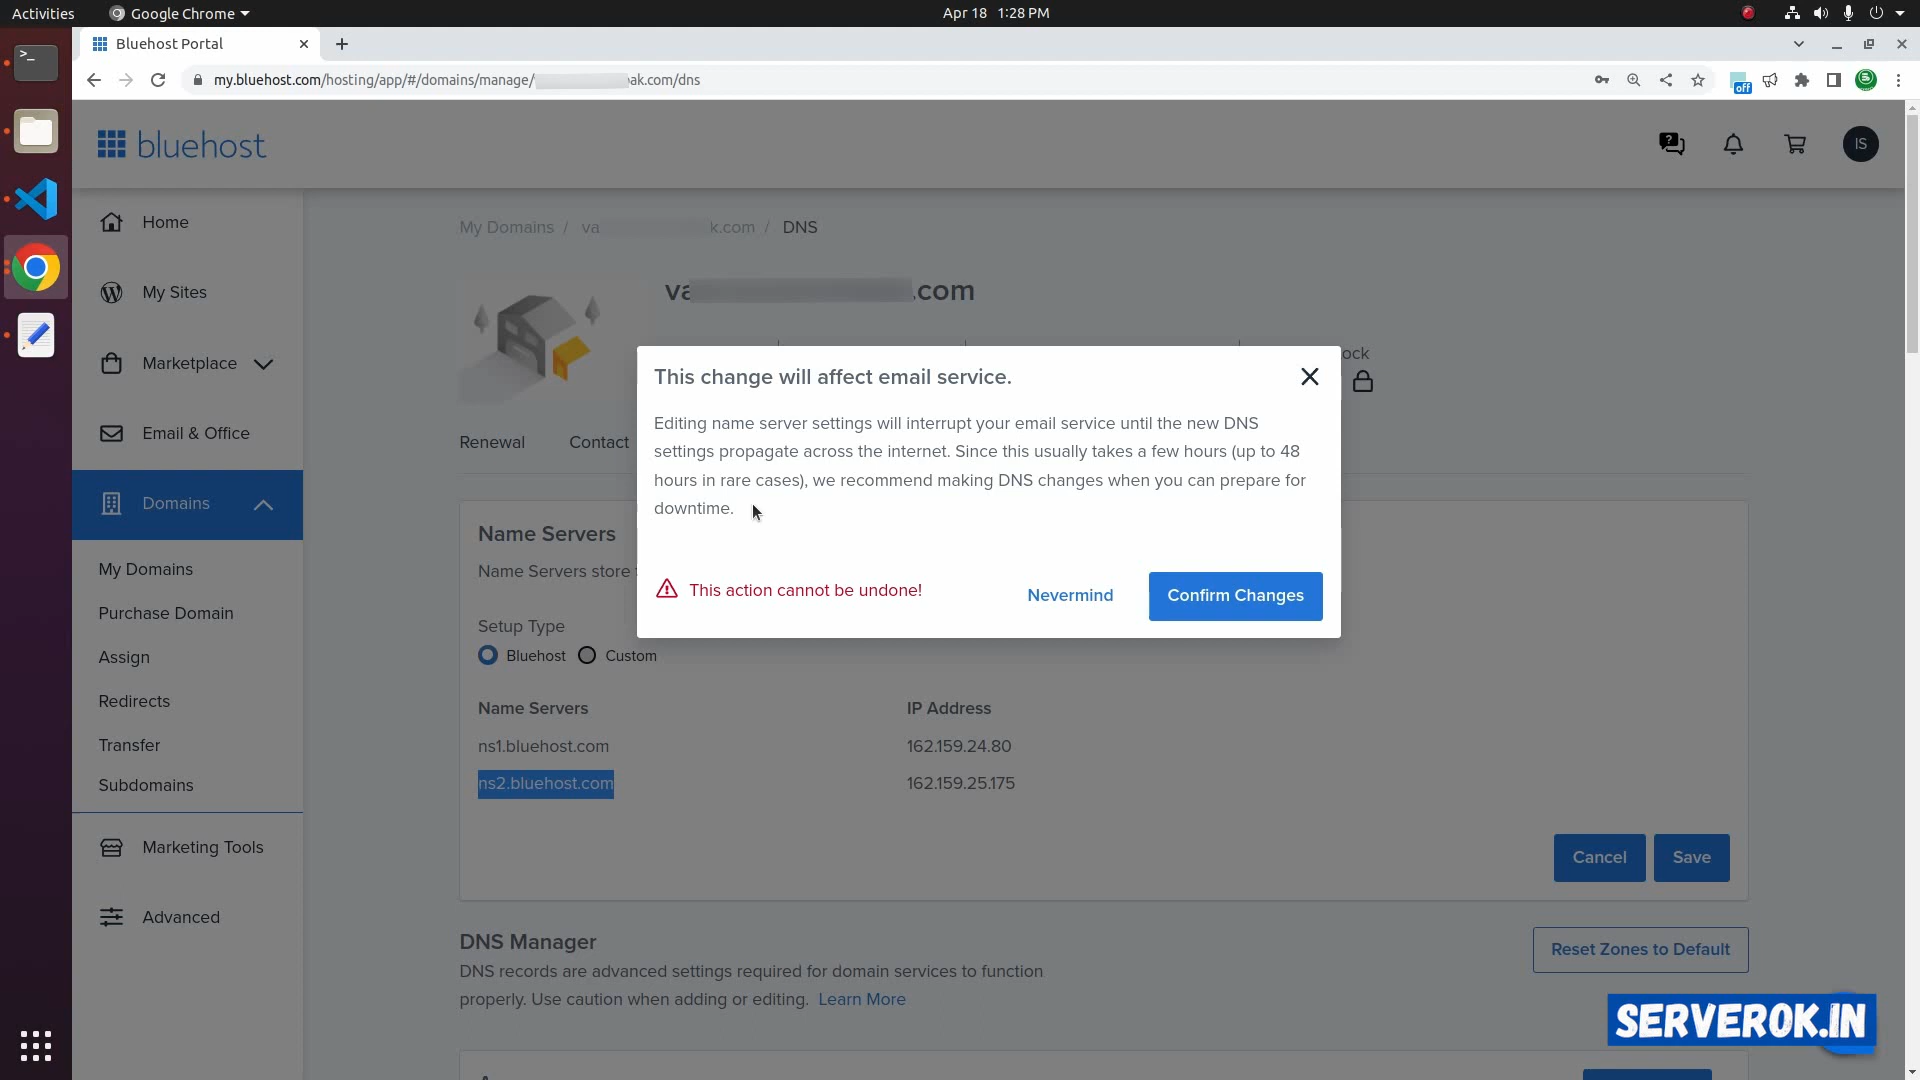 Activities
Google Chrome
Apr 18 1:28 PM
Bluehost Portal
my.bluehost.com/hosting/app/#/domains/manage/ ak.com/dns
off
bluehost
IS
Home
My Sites
Marketplace
Email & Office
Domains
My Domains
Purchase Domain
Assign
Redirects
Transfer
Subdomains
Marketing Tools
Advanced
My Domains / va k.com / DNS
va .com
ock
Renewal
Contact
This change will affect email service.
Editing name server settings will interrupt your email service until the new DNS
settings propagate across the internet. Since this usually takes a few hours (up to 48
hours in rare cases), we recommend making DNS changes when you can prepare for
downtime.
This action cannot be undone!
Nevermind
Confirm Changes
Name Servers
Name Servers store
Setup Type
Bluehost
Custom
Name Servers
IP Address
ns1.bluehost.com
162.159.24.80
ns2.bluehost.com
162.159.25.175
Cancel
Save
DNS Manager
Reset Zones to Default
DNS records are advanced settings required for domain services to function
properly. Use caution when adding or editing. Learn More
SERVEROK.IN